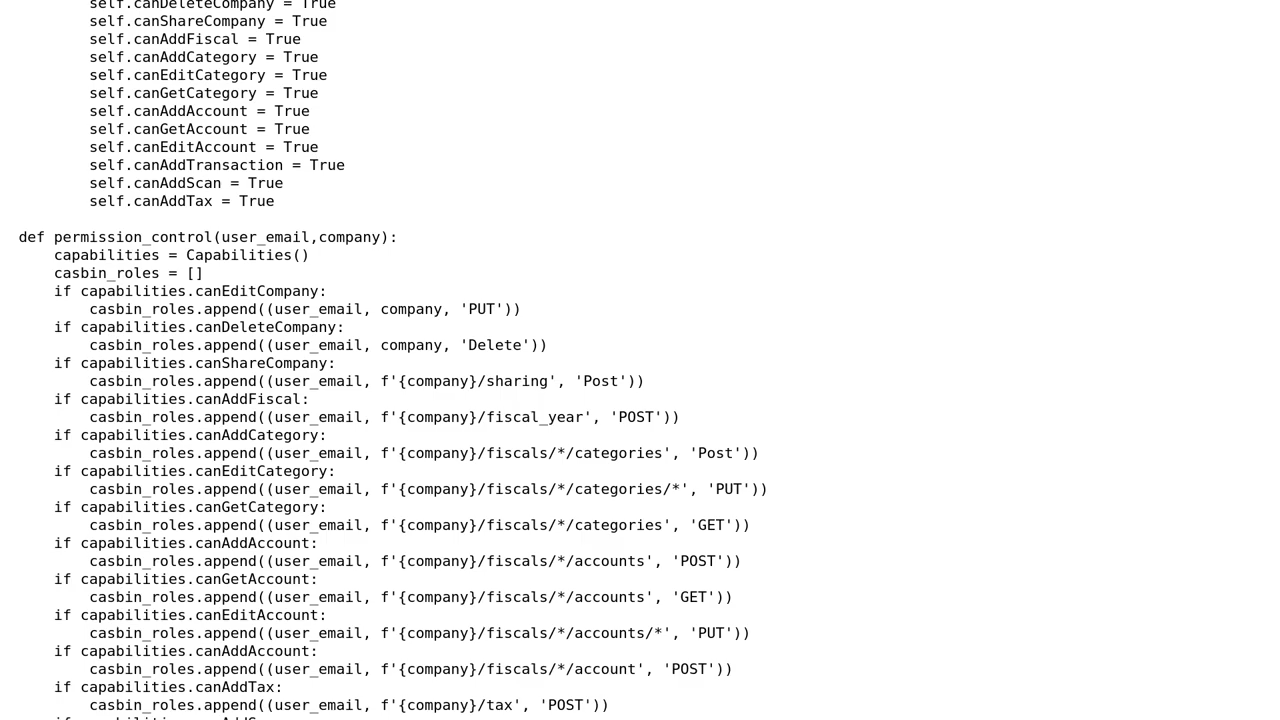 self.canDeleteCompany = True
self.canShareCompany = True
self.canAddFiscal = True
self.canAddCategory = True
self.canEditCategory = True
self.canGetCategory = True
self.canAddAccount = True
self.canGetAccount = True
self.canEditAccount = True
self.canAddTransaction = True
self.canAddScan = True
self.canAddTax = True
def permission_control(user_email,company):
capabilities = Capabilities()
casbin_roles = []
if capabilities.canEditCompany:
casbin_roles.append((user_email, company, 'PUT'))
if capabilities.canDeleteCompany:
casbin_roles.append((user_email, company, 'Delete'))
if capabilities.canShareCompany:
casbin_roles.append((user_email, f'{company}/sharing', 'Post'))
if capabilities.canAddFiscal:
casbin_roles.append((user_email, f'{company}/fiscal_year', 'POST'))
if capabilities.canAddCategory:
casbin_roles.append((user_email, f'{company}/fiscals/*/categories', 'Post'))
if capabilities.canEditCategory:
casbin_roles.append((user_email, f'{company}/fiscals/*/categories/*', 'PUT'))
if capabilities.canGetCategory:
casbin_roles.append((user_email, f'{company}/fiscals/*/categories', 'GET'))
if capabilities.canAddAccount:
casbin_roles.append((user_email, f'{company}/fiscals/*/accounts', 'POST'))
if capabilities.canGetAccount:
casbin_roles.append((user_email, f'{company}/fiscals/*/accounts', 'GET'))
if capabilities.canEditAccount:
casbin_roles.append((user_email, f'{company}/fiscals/*/accounts/*', 'PUT'))
if capabilities.canAddAccount:
casbin_roles.append((user_email, f'{company}/fiscals/*/account', 'POST'))
if capabilities.canAddTax:
casbin_roles.append((user_email, f'{company}/tax', 'POST'))